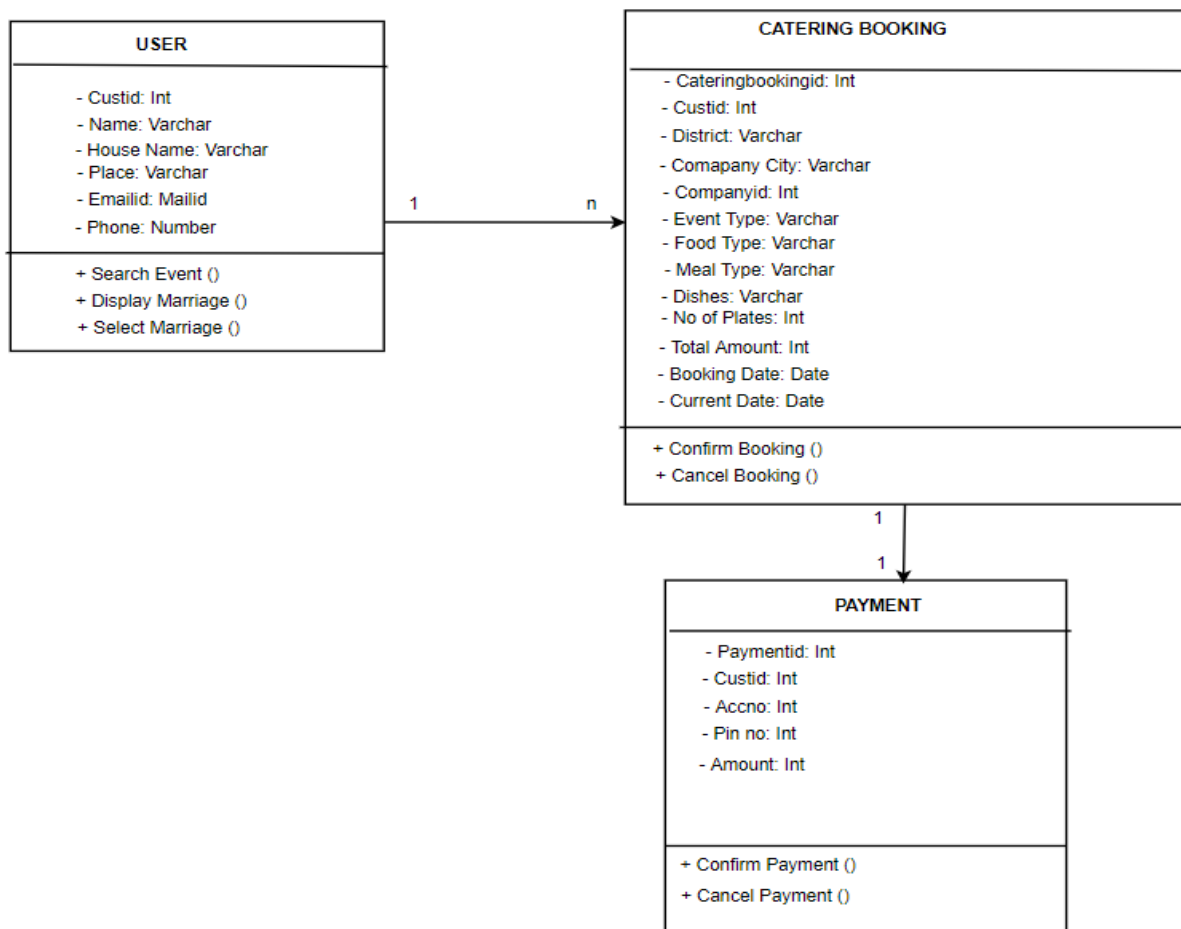 USER
- Custid: Int
- Name: Varchar
- House Name: Varchar
- Place: Varchar
- Emailid: Mailid
- Phone: Number
+ Search Event ()
+ Display Marriage ()
+ Select Marriage ()
1
n
CATERING BOOKING
- Cateringbookingid: Int
- Custid: Int
- District: Varchar
- Comapany City: Varchar
- Companyid: Int
- Event Type: Varchar
- Food Type: Varchar
- Meal Type: Varchar
- Dishes: Varchar
- No of Plates: Int
- Total Amount: Int
- Booking Date: Date
- Current Date: Date
+ Confirm Booking ()
+ Cancel Booking ()
1
1
PAYMENT
- Paymentid: Int
- Custid: Int
- Accno: Int
- Pin no: Int
- Amount: Int
+ Confirm Payment ()
+ Cancel Payment ()